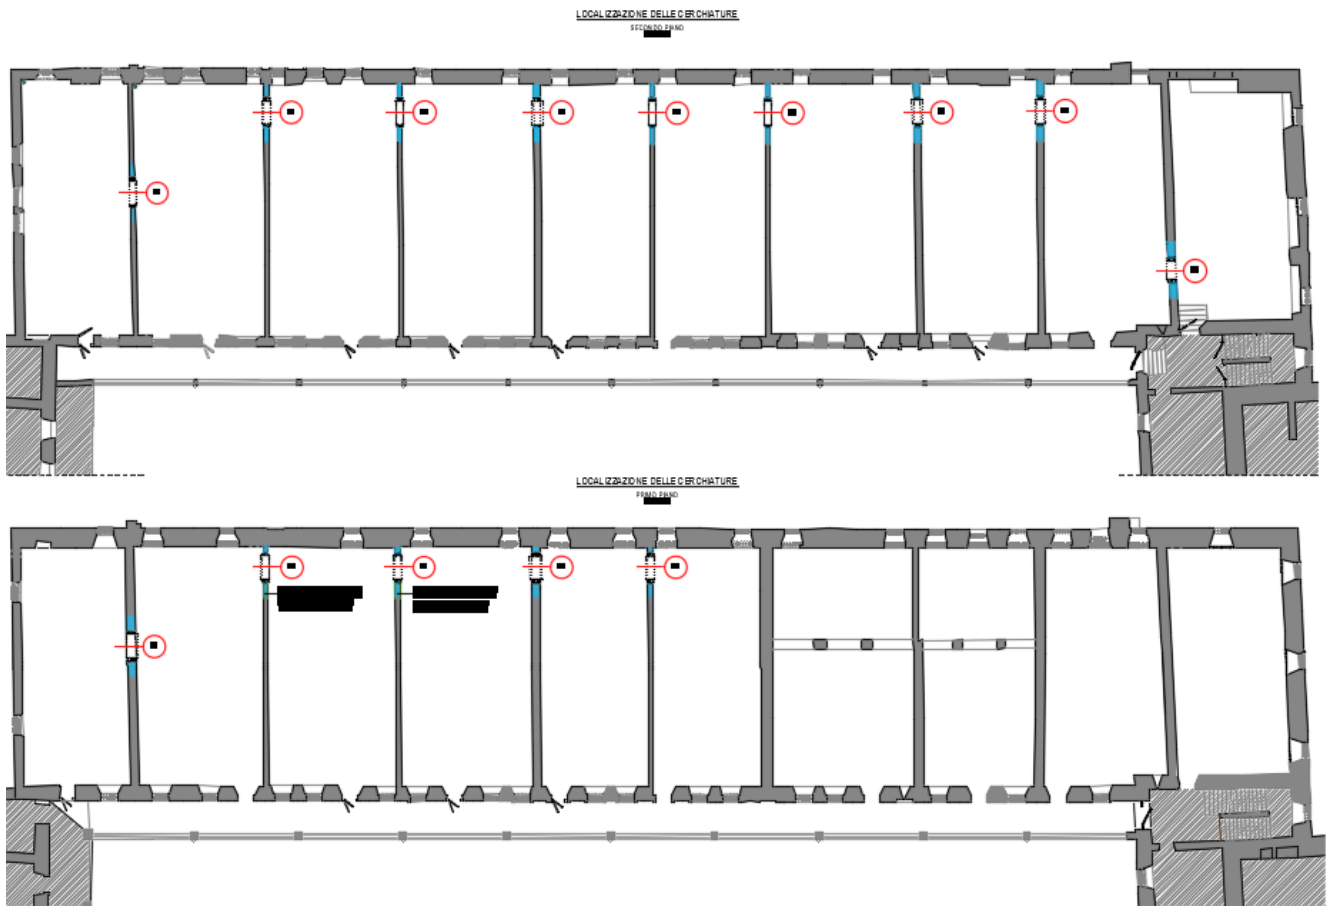 LOCALIZZAZIONE DELLE CERCHIATURE
SECONDO PIANO
LOCALIZZAZIONE DELLE CERCHIATURE
PRIMO PIANO